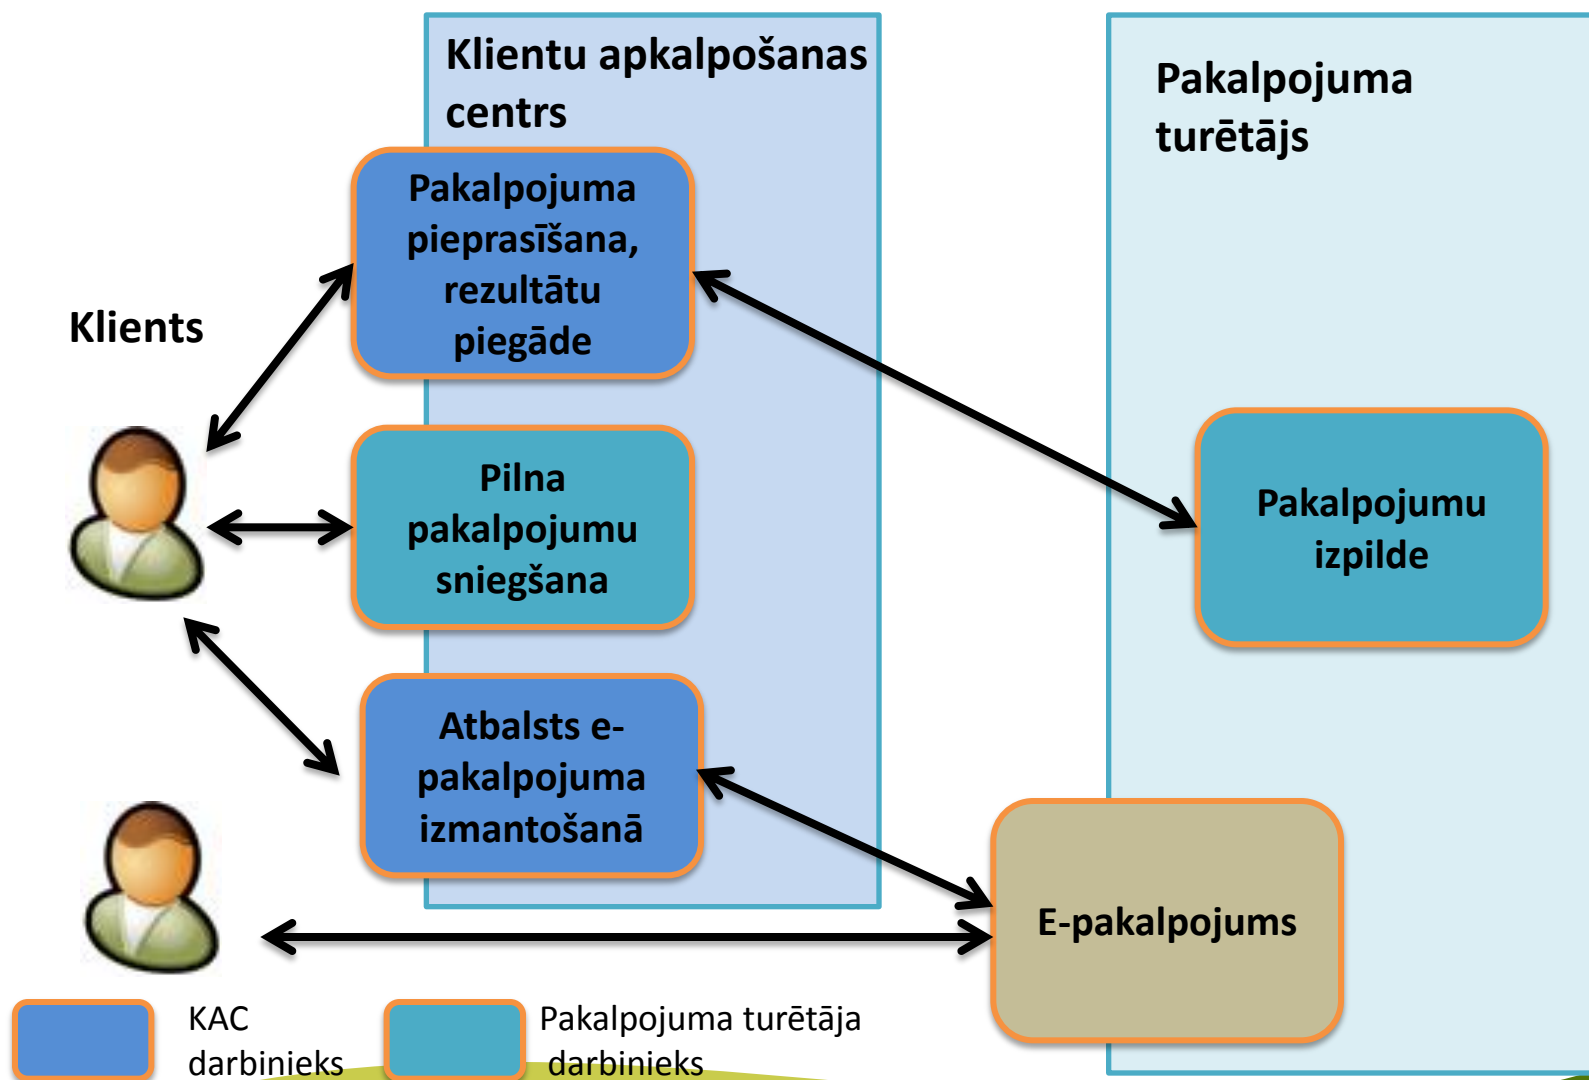 Klientu apkalpošanas
centrs
Pakalpojuma
turētājs
Pakalpojuma
pieprasīšana,
rezultātu
piegāde
Klients
Pilna
pakalpojumu
sniegšana
Pakalpojumu
izpilde
Atbalsts e-
pakalpojuma
izmantošanā
E-pakalpojums
KAC
darbinieks
Pakalpojuma turētāja
darbinieks